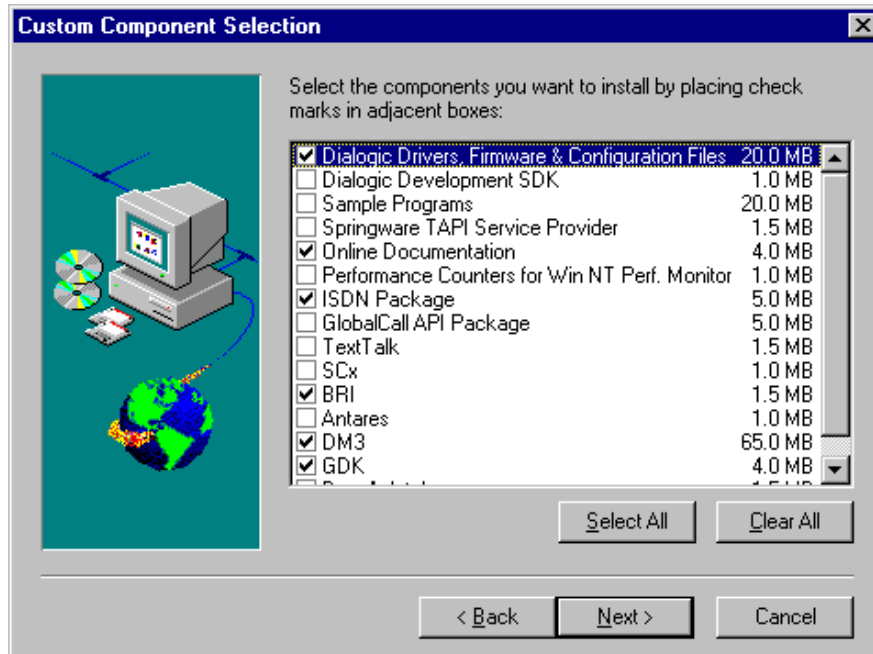 Custom Component Selection
Select the components you want to install by placing check
marks in adjacent boxes:
Dialogic Drivers, Firmware & Configuration Files 20.0 MB
Dialogic Development SDK 1.0 MB
Sample Programs 20.0 MB
Springware TAPI Service Provider 1.5 MB
Online Documentation 4.0 MB
Performance Counters for Win NT Perf. Monitor 1.0 MB
ISDN Package 5.0 MB
GlobalCall API Package 5.0 MB
TextTalk 1.5 MB
SCx 1.0 MB
BRI 1.5 MB
Antares 1.0 MB
DM3 65.0 MB
GDK 4.0 MB
Select All Clear All
< Back Next > Cancel